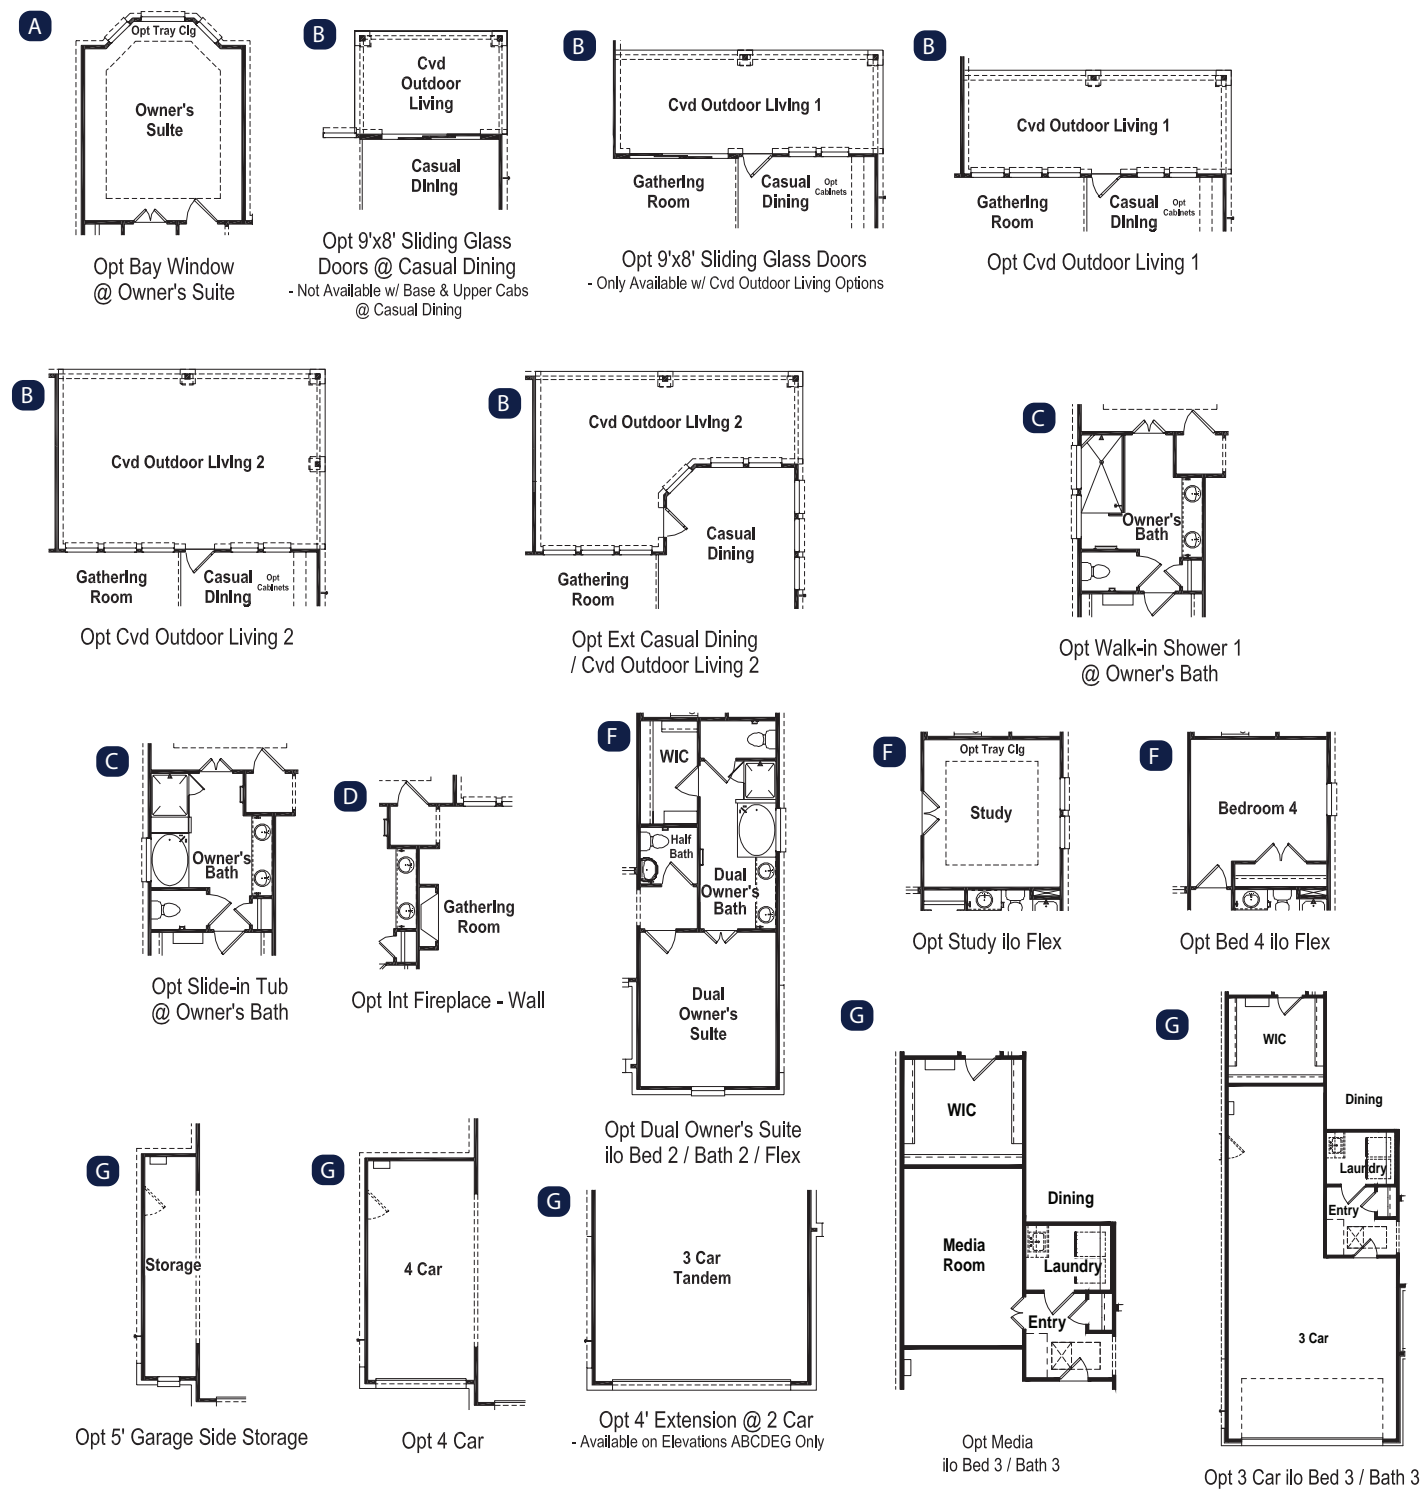 A
Opt Tray Clg
Owner's
Suite
Opt Bay Window
@ Owner's Suite
B
Cvd
Outdoor
Living
Casual
Dining
Opt 9'x8' Sliding Glass
Doors @ Casual Dining
- Not Available w/ Base & Upper Cabs
@ Casual Dining
B
Cvd Outdoor Living 1
Gathering
Room
Casual
Dining
Opt
Cabinets
Opt 9'x8' Sliding Glass Doors
- Only Available w/ Cvd Outdoor Living Options
B
Cvd Outdoor Living 1
Gathering
Room
Casual
Dining
Opt
Cabinets
Opt Cvd Outdoor Living 1
B
Cvd Outdoor Living 2
Gathering
Room
Casual
Dining
Opt
Cabinets
Opt Cvd Outdoor Living 2
B
Cvd Outdoor Living 2
Casual
Dining
Gathering
Room
Opt Ext Casual Dining
/ Cvd Outdoor Living 2
C
Owner's
Bath
Opt Walk-in Shower 1
@ Owner's Bath
C
Owner's
Bath
Opt Slide-in Tub
@ Owner's Bath
D
Gathering
Room
Opt Int Fireplace - Wall
F
WIC
Half
Bath
Dual
Owner's
Bath
Dual
Owner's
Suite
Opt Dual Owner's Suite
ilo Bed 2 / Bath 2 / Flex
F
Opt Tray Clg
Study
Opt Study ilo Flex
F
Bedroom 4
Opt Bed 4 ilo Flex
G
Storage
Opt 5' Garage Side Storage
G
4 Car
Opt 4 Car
G
3 Car
Tandem
Opt 4' Extension @ 2 Car
- Available on Elevations ABCDEG Only
G
WIC
Dining
Media
Room
Laundry
Entry
Opt Media
ilo Bed 3 / Bath 3
G
WIC
Dining
Laundry
Entry
3 Car
Opt 3 Car ilo Bed 3 / Bath 3